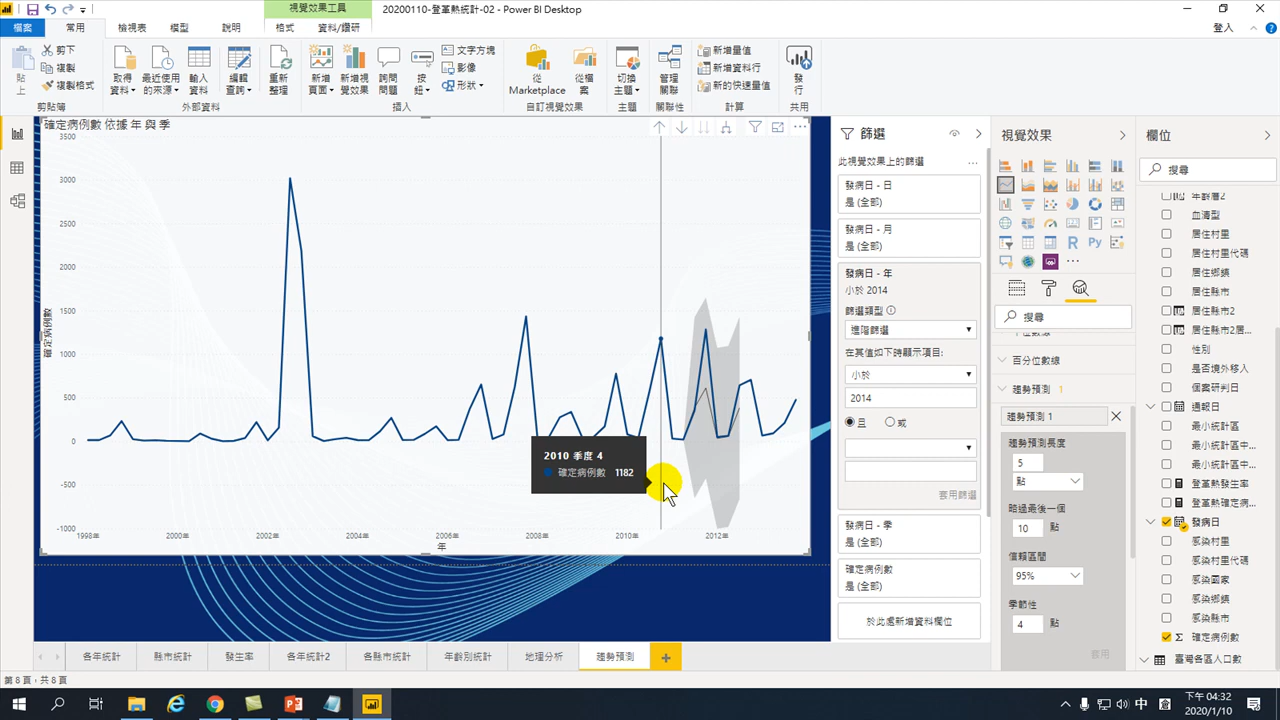 視覺效果工具
20200110-登革熱統計-02 - Power BI Desktop
檔案
常用
檢視表
模型
說明
格式
資料/鑽研
登入
貼上
剪下
複製
複製格式
剪貼簿
取得資料
最近使用的來源
輸入資料
編輯查詢
重新整理
外部資料
新增頁面
新增視覺效果
詢問問題
按鈕
文字方塊
影像
形狀
插入
從 Marketplace
從檔案
自訂視覺效果
切換主題
主題
管理關聯
關聯性
新增量值
新增資料行
新的快速量值
計算
發行
共用
確定病例數 依據 年 與 季
3500
3000
2500
2000
1500
1000
500
0
-500
-1000
確定病例數
1998年
2000年
2002年
2004年
2006年
2008年
2010年
2012年
年
2010 季度 4
確定病例數 1182
篩選
此視覺效果上的篩選
發病日 - 日
是 (全部)
發病日 - 月
是 (全部)
發病日 - 年
小於 2014
篩選類型
進階篩選
在其值如下時顯示項目:
小於
2014
且
或
套用篩選
發病日 - 季
是 (全部)
確定病例數
是 (全部)
於此處新增資料欄位
視覺效果
R
Py
搜尋
百分位數線
趨勢預測 1
趨勢預測 1
趨勢預測長度
5
點
略過最後一個
10 點
信賴區間
95%
季節性
4 點
套用
欄位
搜尋
年齡層2
血清型
居住村里
居住村里代碼
居住鄉鎮
居住縣市
居住縣市2
居住縣市2層...
性別
是否境外移入
個案研判日
通報日
最小統計區
最小統計區中...
最小統計區中...
登革熱發生率
登革熱確定病...
發病日
感染村里
感染村里代碼
感染國家
感染鄉鎮
感染縣市
確定病例數
臺灣各區人口數
各年統計
縣市統計
發生率
各年統計2
各縣市統計
年齡別統計
地理分析
趨勢預測
第 8 頁，共 8 頁
中
下午 04:32
2020/1/10